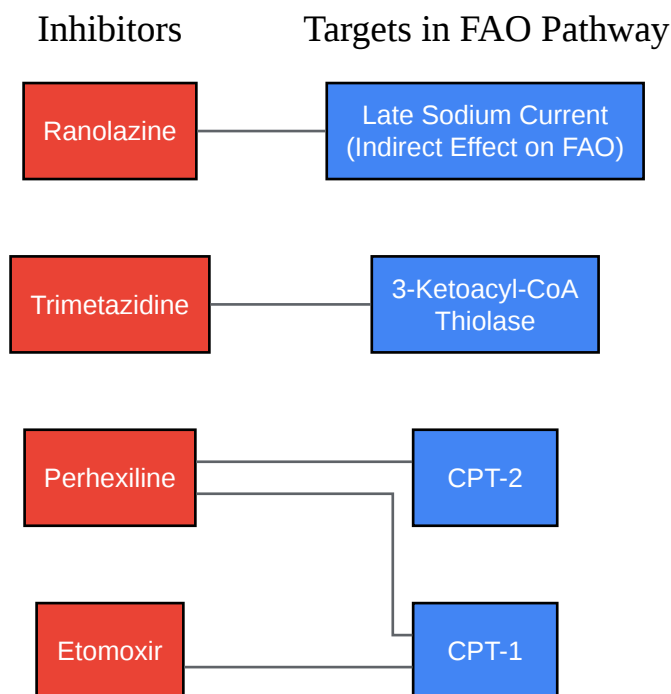 Inhibitors
Targets in FAO Pathway
Ranolazine
Late Sodium Current
(Indirect Effect on FAO)
Trimetazidine
3-Ketoacyl-CoA
Thiolase
Perhexiline
CPT-2
Etomoxir
CPT-1